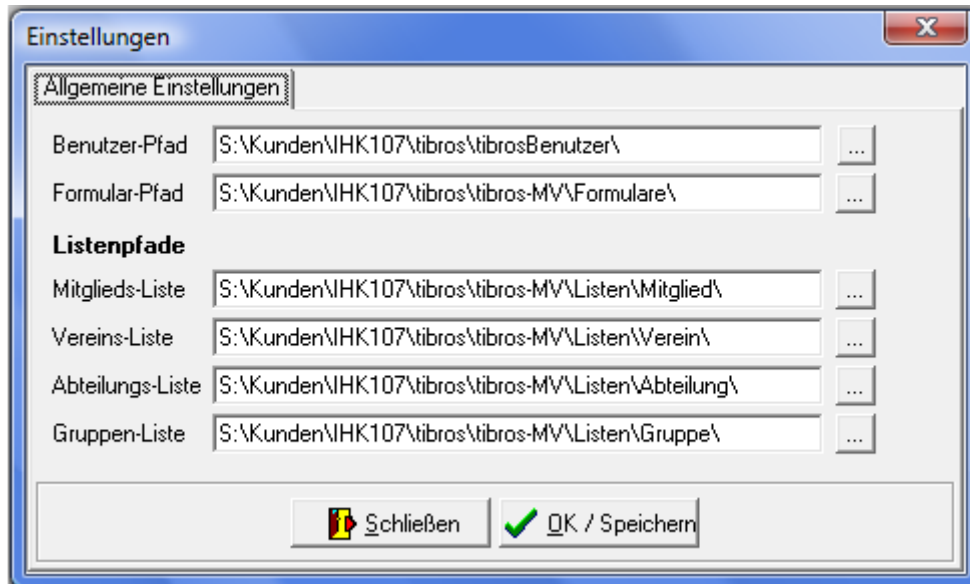 Einstellungen
Allgemeine Einstellungen
Benutzer-Pfad S:\Kunden\IHK107\tibros\tibrosBenutzer\ ...
Formular-Pfad S:\Kunden\IHK107\tibros\tibros-MV\Formulare\ ...
Listenpfade
Mitglieds-Liste S:\Kunden\IHK107\tibros\tibros-MV\Listen\Mitglied\ ...
Vereins-Liste S:\Kunden\IHK107\tibros\tibros-MV\Listen\Verein\ ...
Abteilungs-Liste S:\Kunden\IHK107\tibros\tibros-MV\Listen\Abteilung\ ...
Gruppen-Liste S:\Kunden\IHK107\tibros\tibros-MV\Listen\Gruppe\ ...
Schließen OK / Speichern